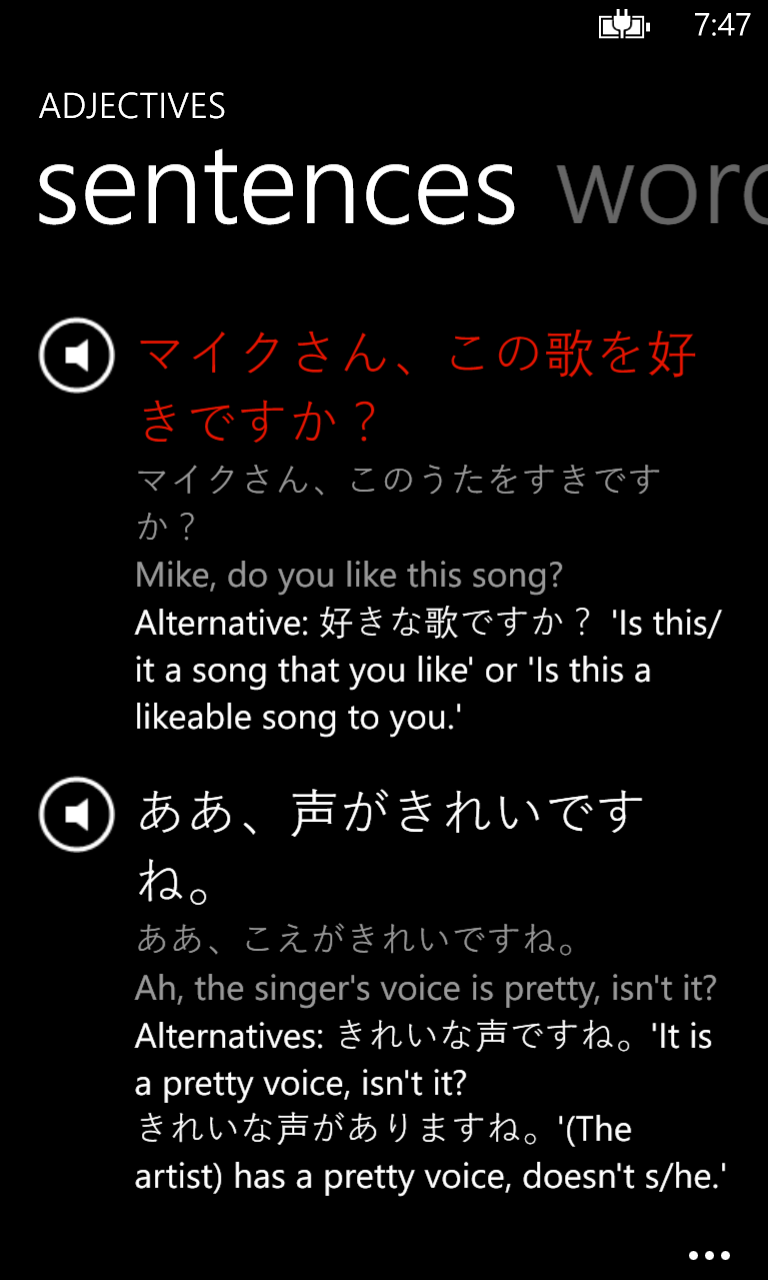 7:47
ADJECTIVES
sentences wor
マイクさん、この歌を好
きですか？
マイクさん、このうたをすきです
か？
Mike, do you like this song?
Alternative: 好きな歌ですか？ 'Is this/
it a song that you like' or 'Is this a
likeable song to you.'
ああ、声がきれいです
ね。
ああ、こえがきれいですね。
Ah, the singer's voice is pretty, isn't it?
Alternatives: きれいな声ですね。'It is
a pretty voice, isn't it?
きれいな声がありますね。'(The
artist) has a pretty voice, doesn't s/he.'